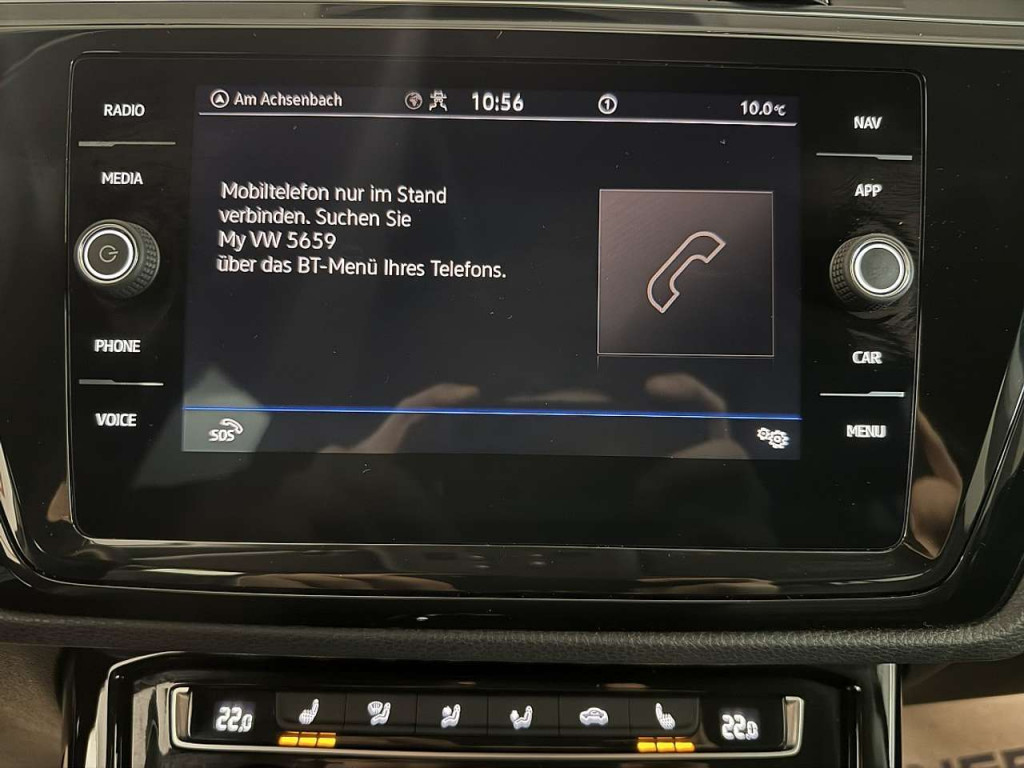 RADIO
MEDIA
PHONE
VOICE
Am Achsenbach 10:56 1 10.0°C
Mobiltelefon nur im Stand
verbinden. Suchen Sie
My VW 5659
über das BT-Menü Ihres Telefons.
SOS
NAV
APP
CAR
MENU
22.0 22.0